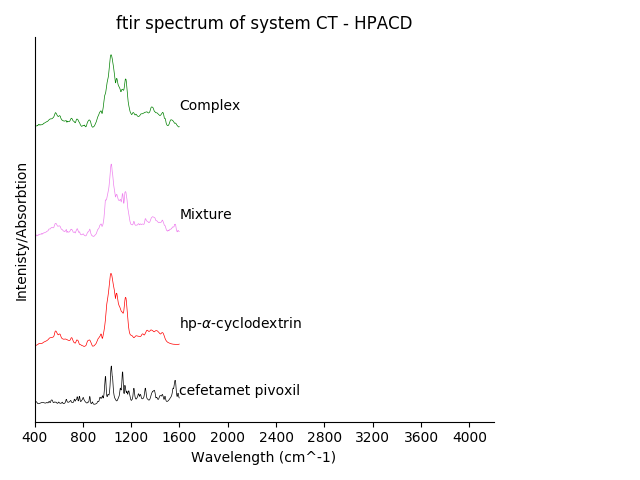 ftir spectrum of system CT - HPACD
Complex
Mixture
hp-α-cyclodextrin
cefetamet pivoxil
Intenisty/Absorbtion
400 800 1200 1600 2000 2400 2800 3200 3600 4000
Wavelength (cm^-1)